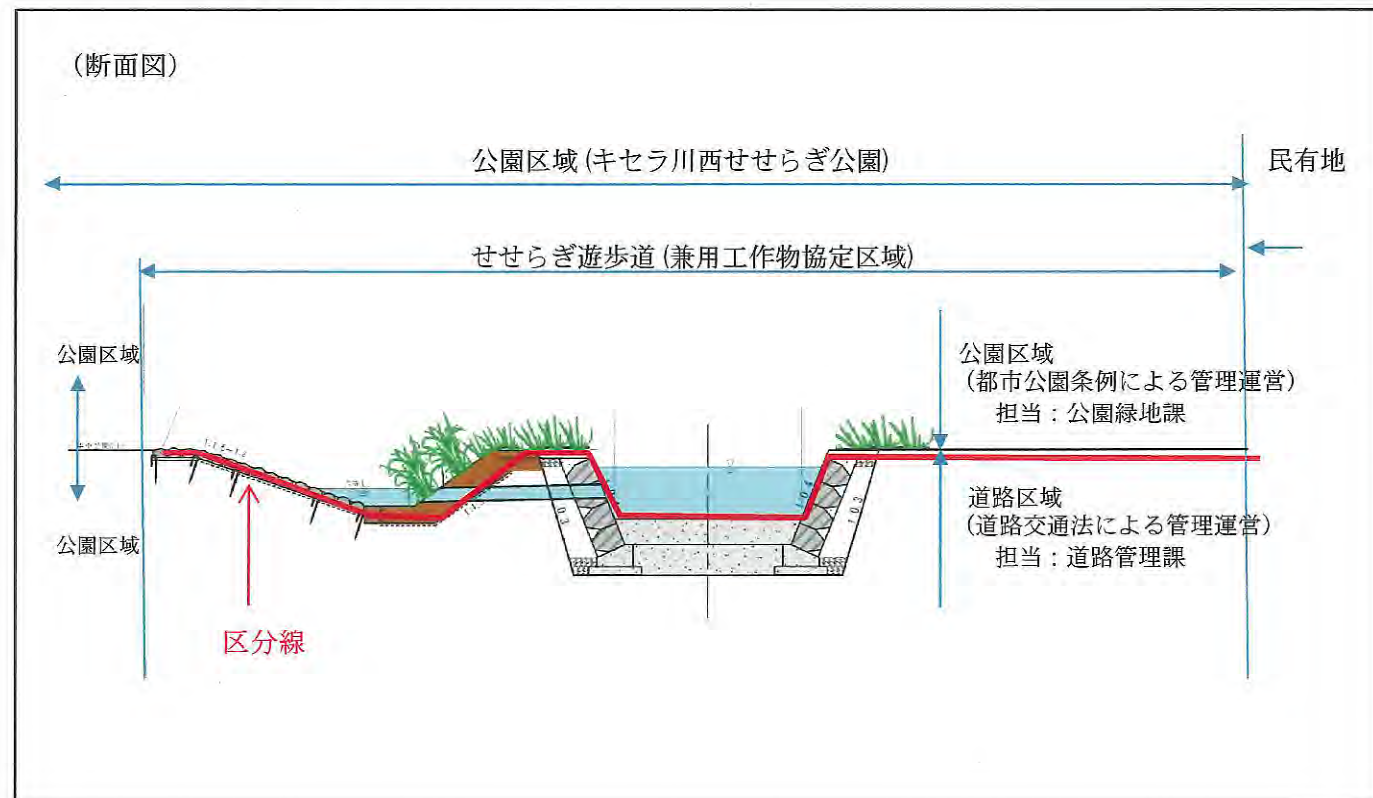 （断面図）
公園区域（キセラ川西せせらぎ公園）
民有地
せせらぎ遊歩道（兼用工作物協定区域）
公園区域
公園区域
（都市公園条例による管理運営）
担当：公園緑地課
道路区域
（道路交通法による管理運営）
担当：道路管理課
公園区域
区分線
1:0.3